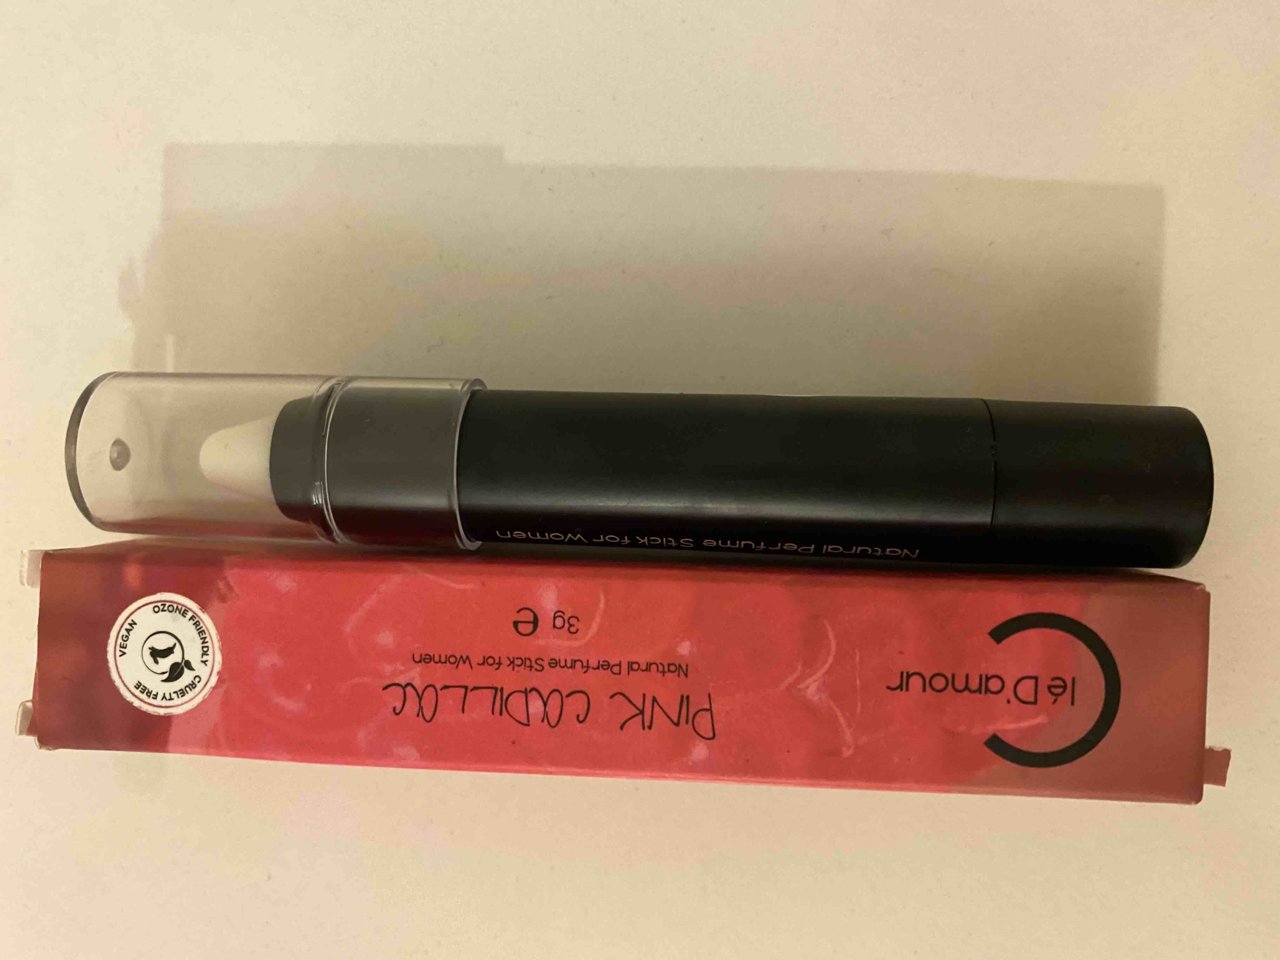 CléD'amour
PINK CADILLAC
Natural Perfume Stick for Women
3g ℮
VEGAN
OZONE FRIENDLY
CRUELTY FREE
Natural Perfume Stick for Women